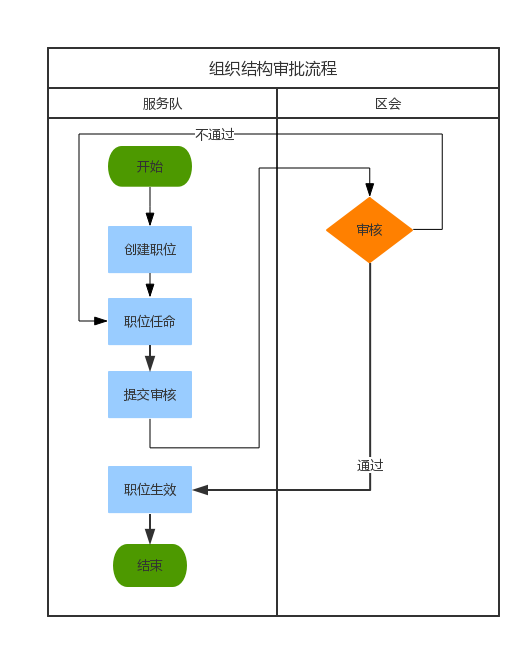 组织结构审批流程
服务队
区会
不通过
开始
创建职位
审核
职位任命
提交审核
通过
职位生效
结束